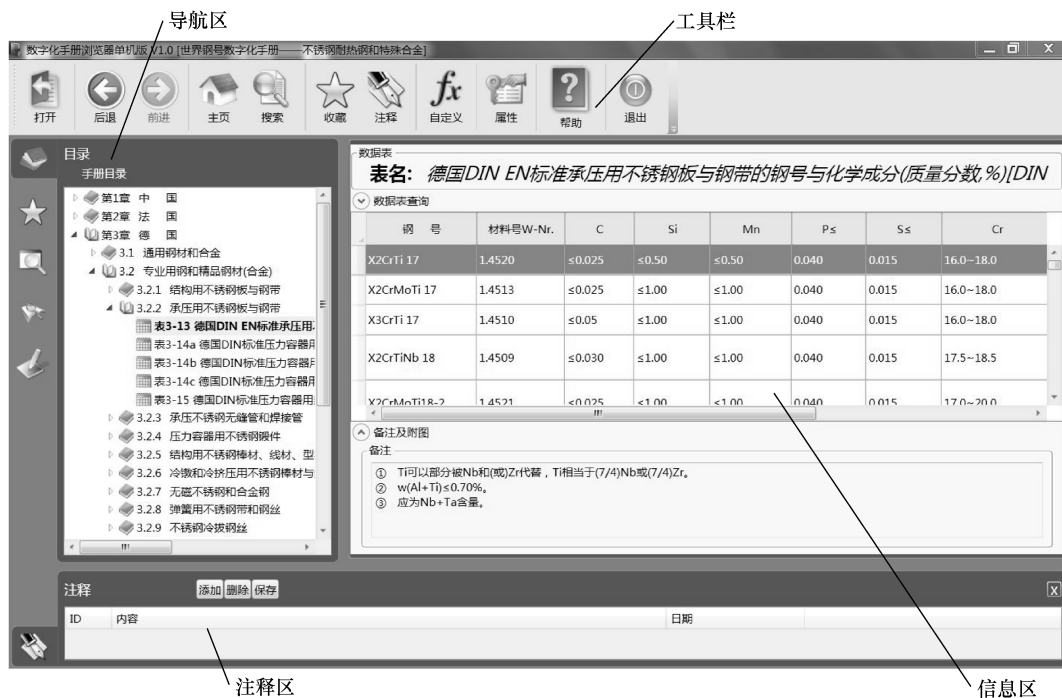 导航区
工具栏
数字化手册浏览器单机版 V1.0 [世界钢号数字化手册——不锈钢耐热钢和特殊合金]
打开 后退 前进 主页 搜索 收藏 注释 自定义 属性 帮助 退出
目录
手册目录
第1章 中 国
第2章 法 国
第3章 德 国
3.1 通用钢材和合金
3.2 专业用钢和精品钢材(合金)
3.2.1 结构用不锈钢板与钢带
3.2.2 承压用不锈钢板与钢带
表3-13 德国DIN EN标准承压用
表3-14a 德国DIN标准压力容器用
表3-14b 德国DIN标准压力容器用
表3-14c 德国DIN标准压力容器用
表3-15 德国DIN标准压力容器用
3.2.3 承压不锈钢无缝管和焊接管
3.2.4 压力容器用不锈钢锻件
3.2.5 结构用不锈钢棒材、线材、型
3.2.6 冷镦和冷挤压用不锈钢棒材与
3.2.7 无磁不锈钢和合金钢
3.2.8 弹簧用不锈钢带和钢丝
3.2.9 不锈钢冷拔钢丝
数据表
表名: 德国DIN EN标准承压用不锈钢板与钢带的钢号与化学成分(质量分数,%)[DIN
数据表查询
钢 号 材料号W-Nr. C Si Mn P≤ S≤ Cr
X2CrTi 17 1.4520 ≤0.025 ≤0.50 ≤0.50 0.040 0.015 16.0~18.0
X2CrMoTi 17 1.4513 ≤0.025 ≤1.00 ≤1.00 0.040 0.015 16.0~18.0
X3CrTi 17 1.4510 ≤0.05 ≤1.00 ≤1.00 0.040 0.015 16.0~18.0
X2CrTiNb 18 1.4509 ≤0.030 ≤1.00 ≤1.00 0.040 0.015 17.5~18.5
X2CrMoTi18-2 1.4521 ≤0.025 ≤1.00 ≤1.00 0.040 0.015 17.0~20.0
备注及附图
备注
① Ti可以部分被Nb和(或)Zr代替，Ti相当于(7/4)Nb或(7/4)Zr。
② w(Al+Ti)≤0.70%。
③ 应为Nb+Ta含量。
注释 添加 删除 保存 X
ID 内容 日期
注释区
信息区